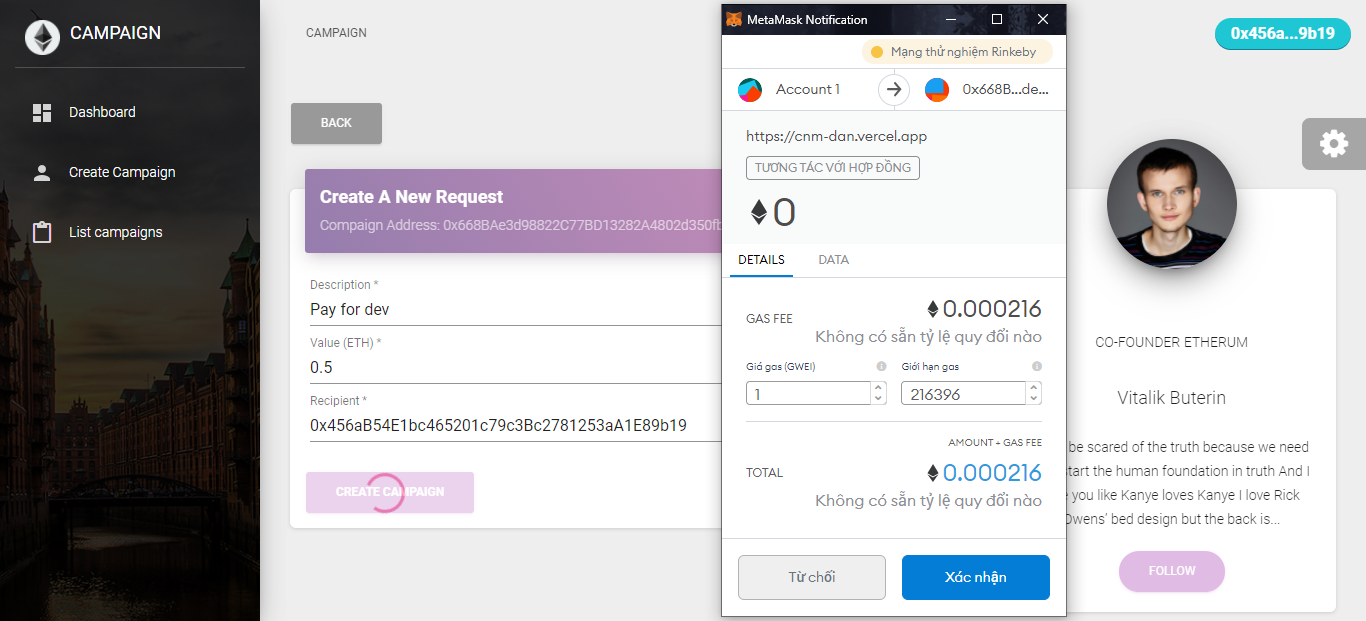 CAMPAIGN
Dashboard
Create Campaign
List campaigns
CAMPAIGN
0x456a...9b19
BACK
Create A New Request
Compaign Address: 0x668BAe3d98822C77BD13282A4802d350f
Description *
Pay for dev
Value (ETH) *
0.5
Recipient *
0x456aB54E1bc465201c79c3Bc2781253aA1E89b19
CREATE CAMPAIGN
MetaMask Notification
Mạng thử nghiệm Rinkeby
Account 1
0x668B...de...
https://cnm-dan.vercel.app
TƯƠNG TÁC VỚI HỢP ĐỒNG
0
DETAILS DATA
GAS FEE
0.000216
Không có sẵn tỷ lệ quy đổi nào
Giá gas (GWEI) Giới hạn gas
1 216396
AMOUNT + GAS FEE
TOTAL
0.000216
Không có sẵn tỷ lệ quy đổi nào
Từ chối Xác nhận
CO-FOUNDER ETHERUM
Vitalik Buterin
be scared of the truth because we need
start the human foundation in truth And I
you like Kanye loves Kanye I love Rick
Owens' bed design but the back is...
FOLLOW